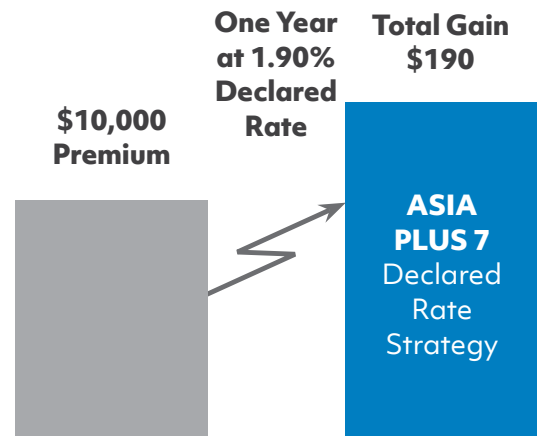 $10,000
Premium
One Year
at 1.90%
Declared
Rate
Total Gain
$190
ASIA
PLUS 7
Declared
Rate
Strategy